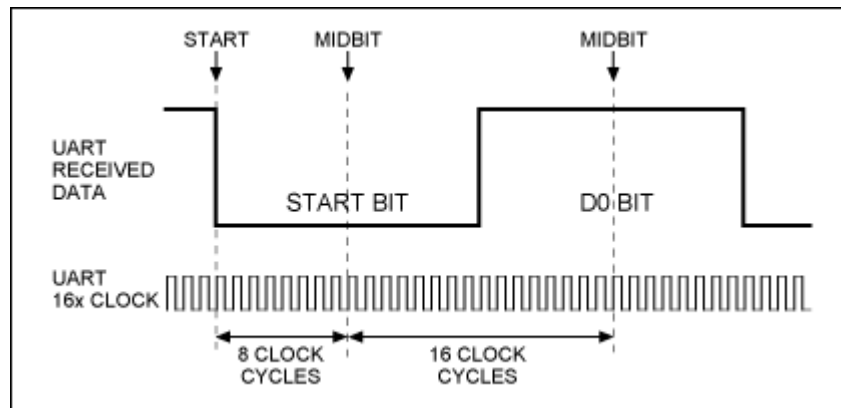 START MIDBIT MIDBIT
UART
RECEIVED
DATA
START BIT D0 BIT
UART
16x CLOCK
8 CLOCK
CYCLES
16 CLOCK
CYCLES